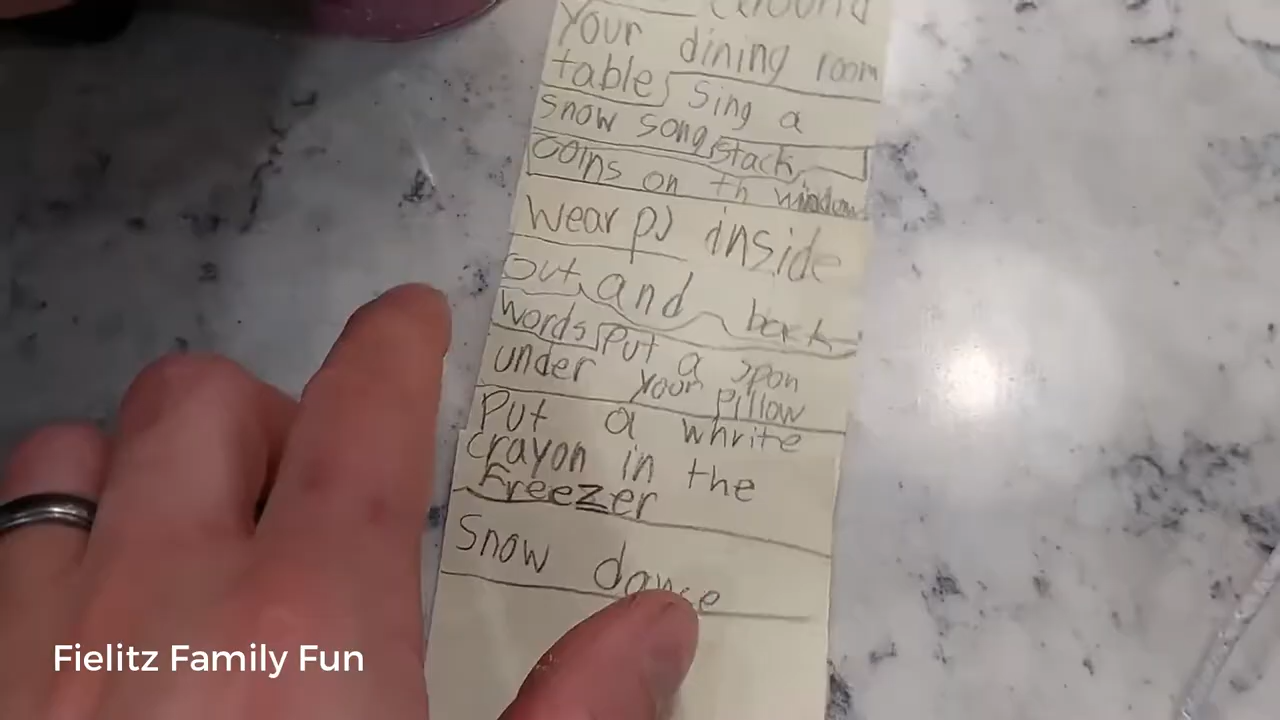 around
your dining room
table, sing a
snow song stack
coins on th window
wear pj inside
out, and back
words put a spon
under your pillow
Put a whrite
crayon in the
Freezer
snow dance
Fielitz Family Fun